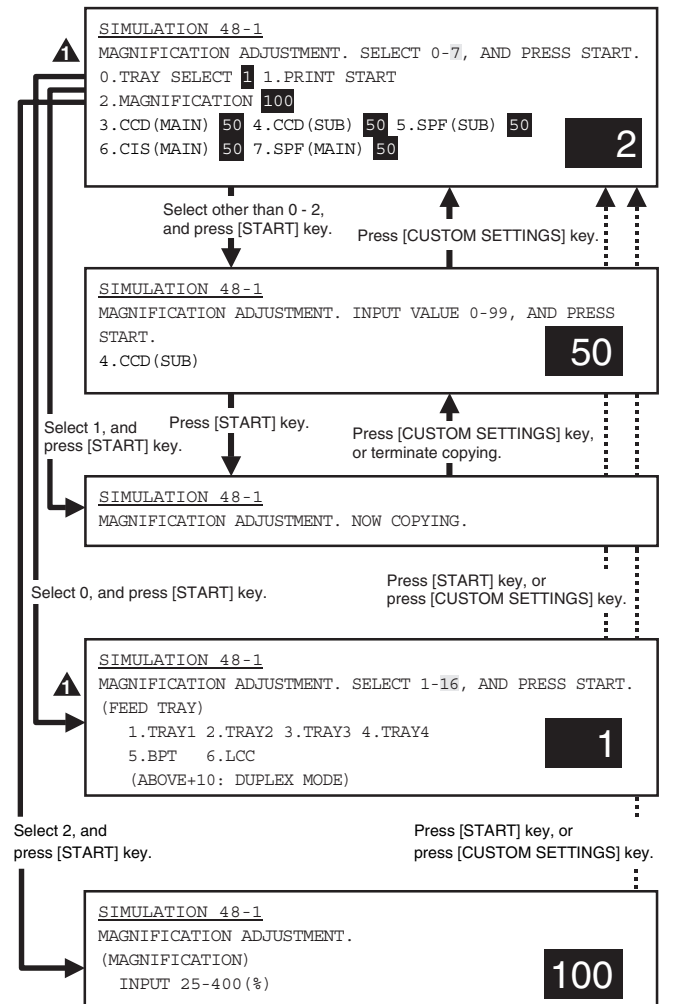 SIMULATION 48-1
1
MAGNIFICATION ADJUSTMENT. SELECT 0-7, AND PRESS START.
0.TRAY SELECT 1 1.PRINT START
2.MAGNIFICATION 100
3.CCD(MAIN) 50 4.CCD(SUB) 50 5.SPF(SUB) 50
6.CIS(MAIN) 50 7.SPF(MAIN) 50
2
Select other than 0 - 2,
and press [START] key.
Press [CUSTOM SETTINGS] key.
SIMULATION 48-1
MAGNIFICATION ADJUSTMENT. INPUT VALUE 0-99, AND PRESS
START.
4.CCD(SUB)
50
Select 1, and
press [START] key.
Press [START] key.
Press [CUSTOM SETTINGS] key,
or terminate copying.
SIMULATION 48-1
MAGNIFICATION ADJUSTMENT. NOW COPYING.
Select 0, and press [START] key.
Press [START] key, or
press [CUSTOM SETTINGS] key.
SIMULATION 48-1
1
MAGNIFICATION ADJUSTMENT. SELECT 1-16, AND PRESS START.
(FEED TRAY)
1.TRAY1 2.TRAY2 3.TRAY3 4.TRAY4
5.BPT 6.LCC
(ABOVE+10: DUPLEX MODE)
1
Select 2, and
press [START] key.
Press [START] key, or
press [CUSTOM SETTINGS] key.
SIMULATION 48-1
MAGNIFICATION ADJUSTMENT.
(MAGNIFICATION)
INPUT 25-400(%)
100